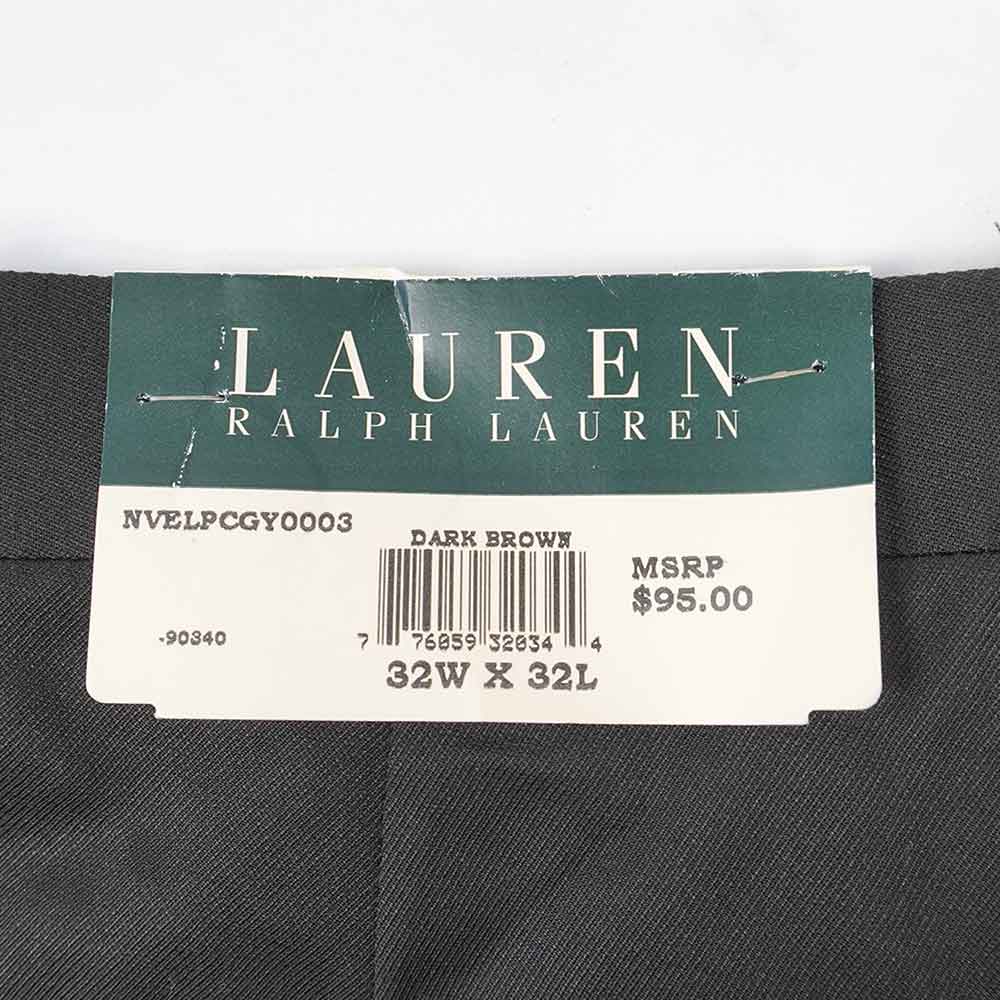 LAUREN
RALPH LAUREN
NVELPCGY0003
DARK BROWN
MSRP
$95.00
-90340
7 76059 32034 4
32W X 32L